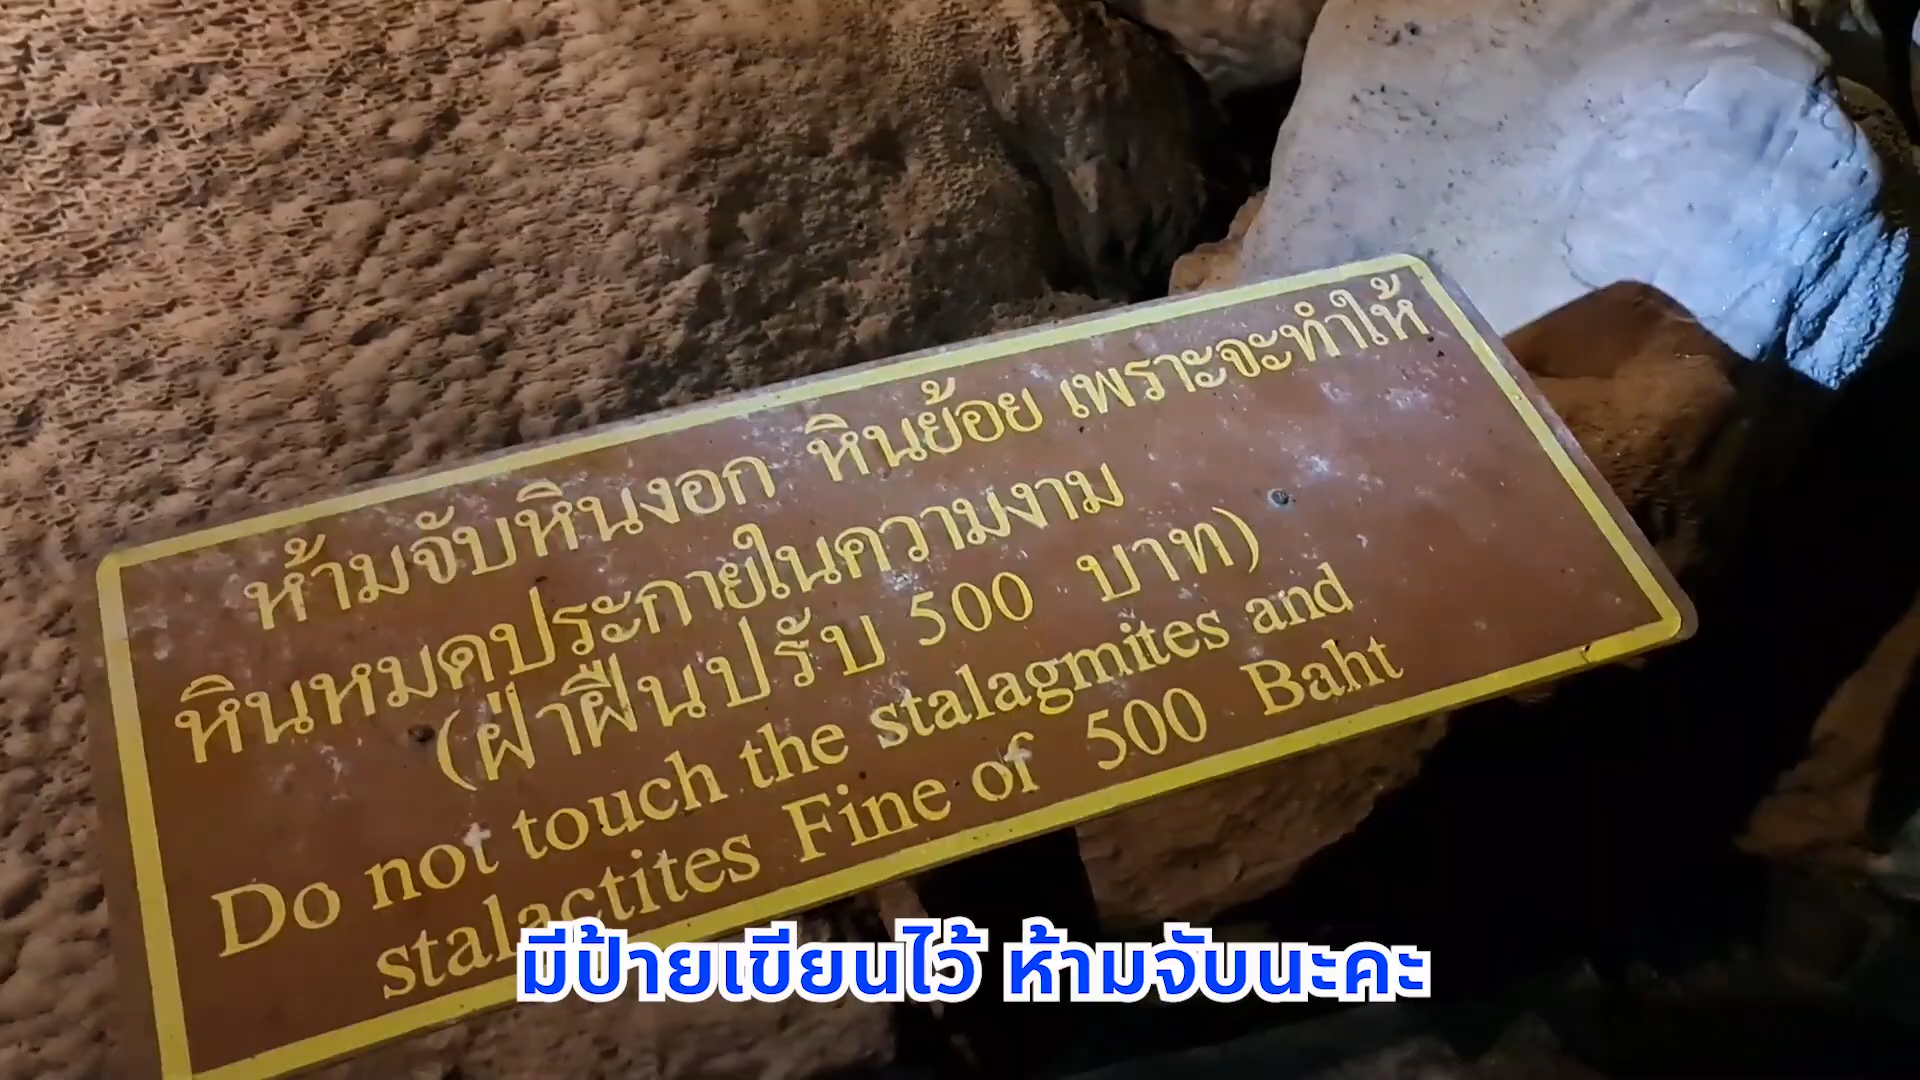 ห้ามจับหินงอก หินย้อย เพราะจะทำให้
หินหมดประกายในความงาม
(ฝ่าฝืนปรับ 500 บาท)
Do not touch the stalagmites and
stalactites Fine of 500 Baht
มีป้ายเขียนไว้ ห้ามจับนะคะ